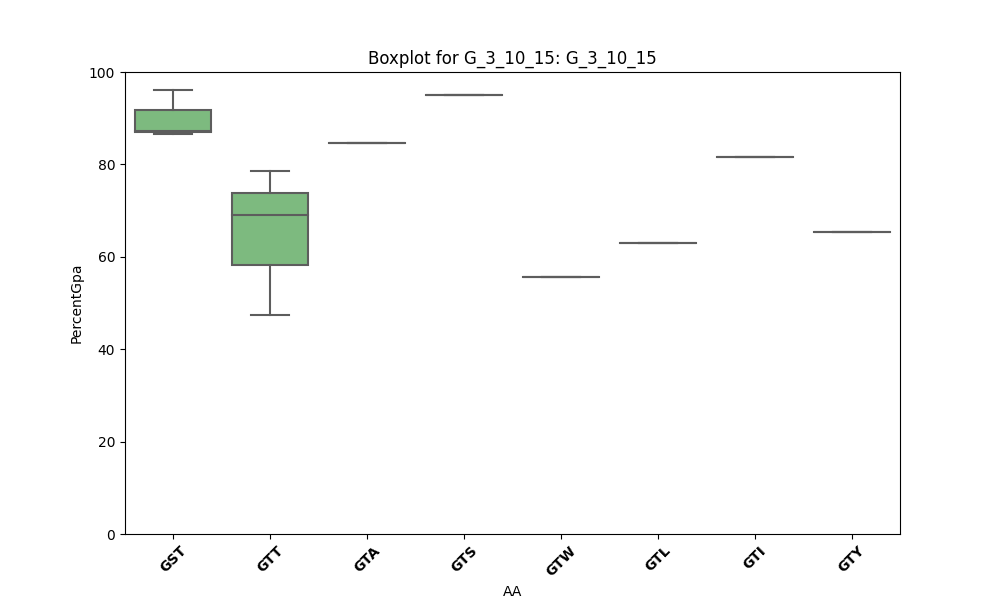 Boxplot for G_3_10_15: G_3_10_15
100
80
60
40
20
0
PercentGpa
GST
GTT
GTA
GTS
GTW
GTL
GTI
GTY
AA